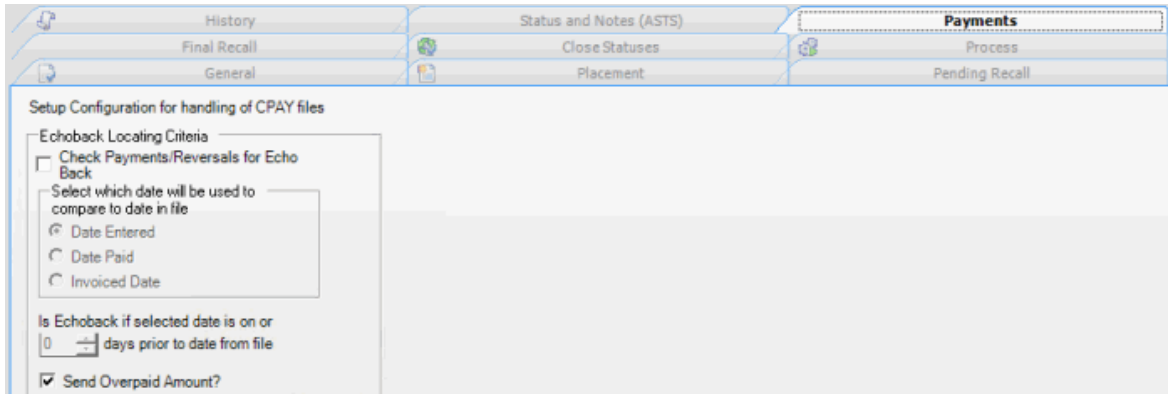 History
Status and Notes (ASTS)
Payments
Final Recall
Close Statuses
Process
General
Placement
Pending Recall
Setup Configuration for handling of CPAY files
Echoback Locating Criteria
Check Payments/Reversals for Echo
Back
Select which date will be used to
compare to date in file
Date Entered
Date Paid
Invoiced Date
Is Echoback if selected date is on or
0 days prior to date from file
Send Overpaid Amount?